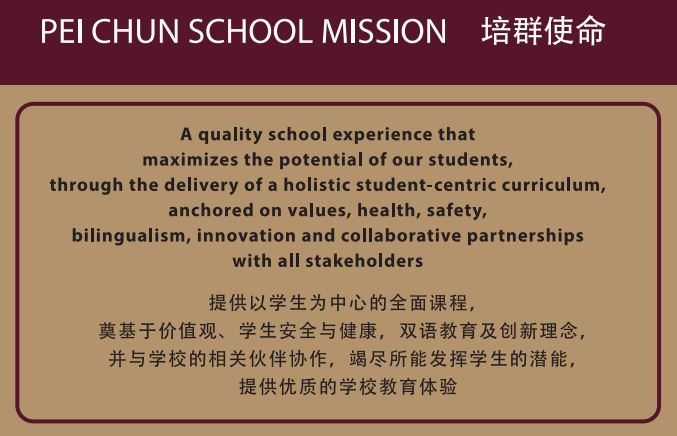 PEI CHUN SCHOOL MISSION 培群使命
A quality school experience that
maximizes the potential of our students,
through the delivery of a holistic student-centric curriculum,
anchored on values, health, safety,
bilingualism, innovation and collaborative partnerships
with all stakeholders
提供以学生为中心的全面课程，
奠基于价值观、学生安全与健康，双语教育及创新理念，
并与学校的相关伙伴协作，竭尽所能发挥学生的潜能，
提供优质的学校教育体验